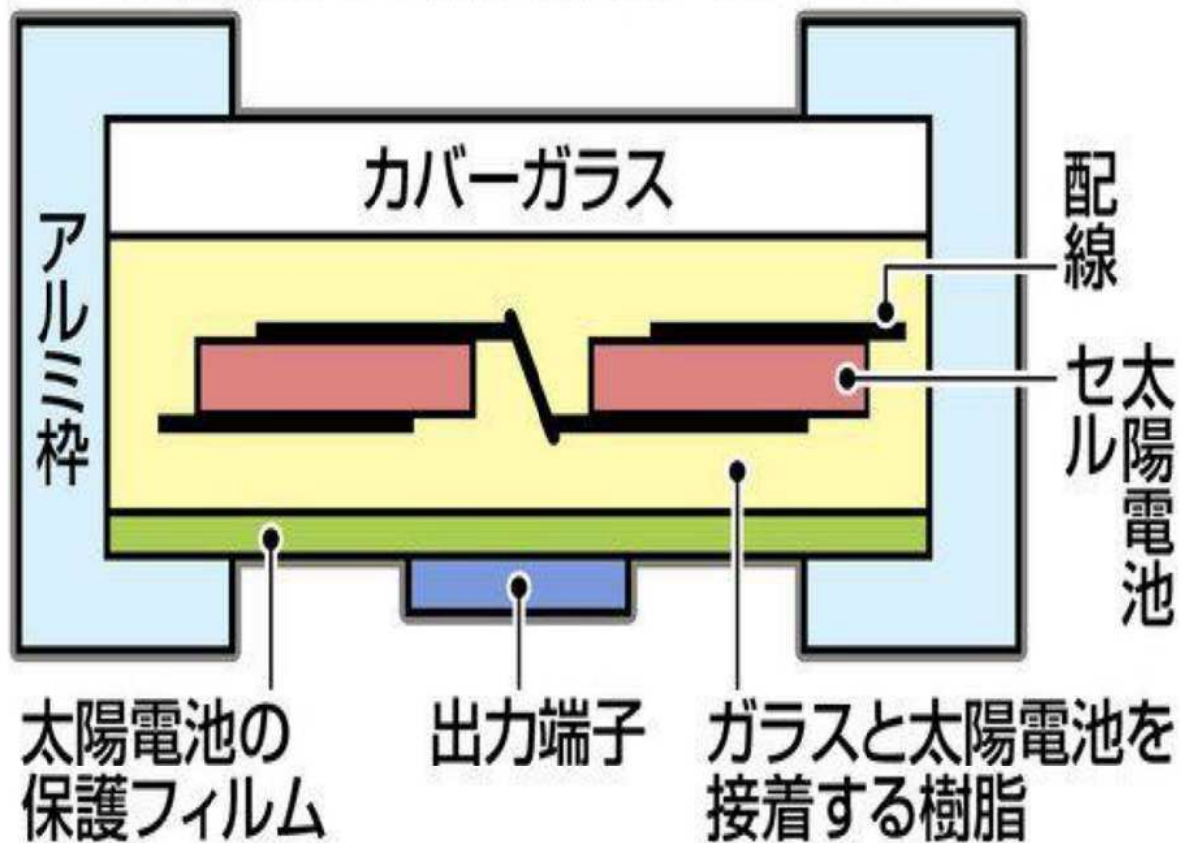 カバーガラス
アルミ枠
配線
太陽電池
セル
太陽電池の
保護フィルム
出力端子
ガラスと太陽電池を
接着する樹脂